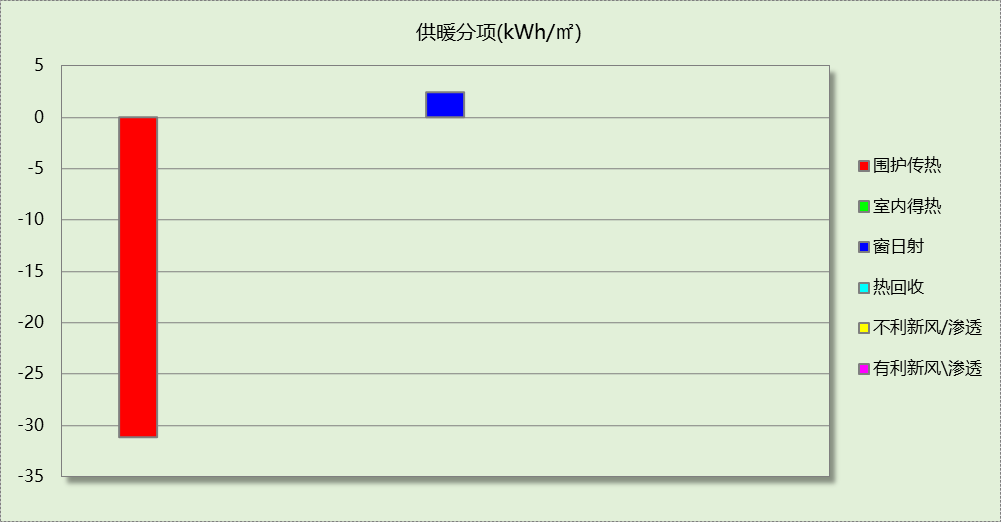 供暖分项(kWh/㎡)
5
0
-5
-10
-15
-20
-25
-30
-35
围护传热
室内得热
窗日射
热回收
不利新风/渗透
有利新风\渗透